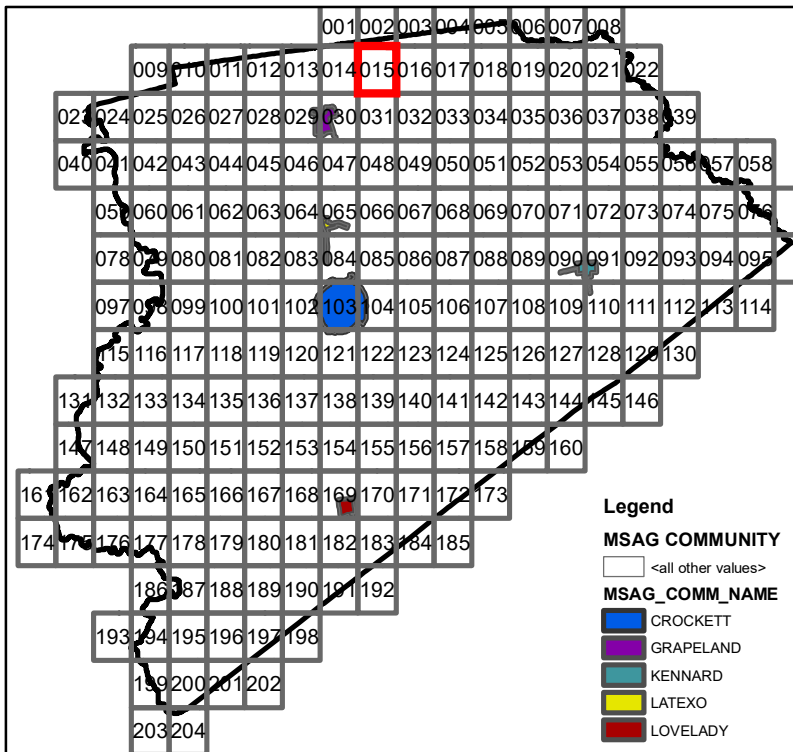 001 002 003 004 005 006 007 008
009 010 011 012 013 014 015 016 017 018 019 020 021 022
023 024 025 026 027 028 029 030 031 032 033 034 035 036 037 038 039
040 041 042 043 044 045 046 047 048 049 050 051 052 053 054 055 056 057 058
059 060 061 062 063 064 065 066 067 068 069 070 071 072 073 074 075 076
078 079 080 081 082 083 084 085 086 087 088 089 090 091 092 093 094 095
097 098 099 100 101 102 103 104 105 106 107 108 109 110 111 112 113 114
115 116 117 118 119 120 121 122 123 124 125 126 127 128 129 130
131 132 133 134 135 136 137 138 139 140 141 142 143 144 145 146
147 148 149 150 151 152 153 154 155 156 157 158 159 160
161 162 163 164 165 166 167 168 169 170 171 172 173
174 175 176 177 178 179 180 181 182 183 184 185
186 187 188 189 190 191 192
193 194 195 196 197 198
199 200 201 202
203 204
Legend
MSAG COMMUNITY
<all other values>
MSAG_COMM_NAME
CROCKETT
GRAPELAND
KENNARD
LATEXO
LOVELADY